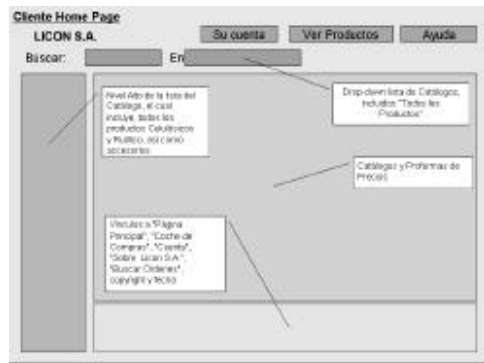 Cliente Home Page
LICON S.A.
Su cuenta
Ver Productos
Ayuda
Buscar:
En
Nivel Alto de la lista del
Catálogo, el cual
incluye, todos los
productos Celulósicos
y Multico, así como
accesorios
Drop-down lista de Catálogos,
incluidos "Todos los
Productos"
Catálogos y Proformas de
Precios
Vínculos a "Página
Principal", "Coche de
Compras", "Cuenta",
"Sobre Licon S.A.",
"Buscar Ordenes",
copyright y fecha